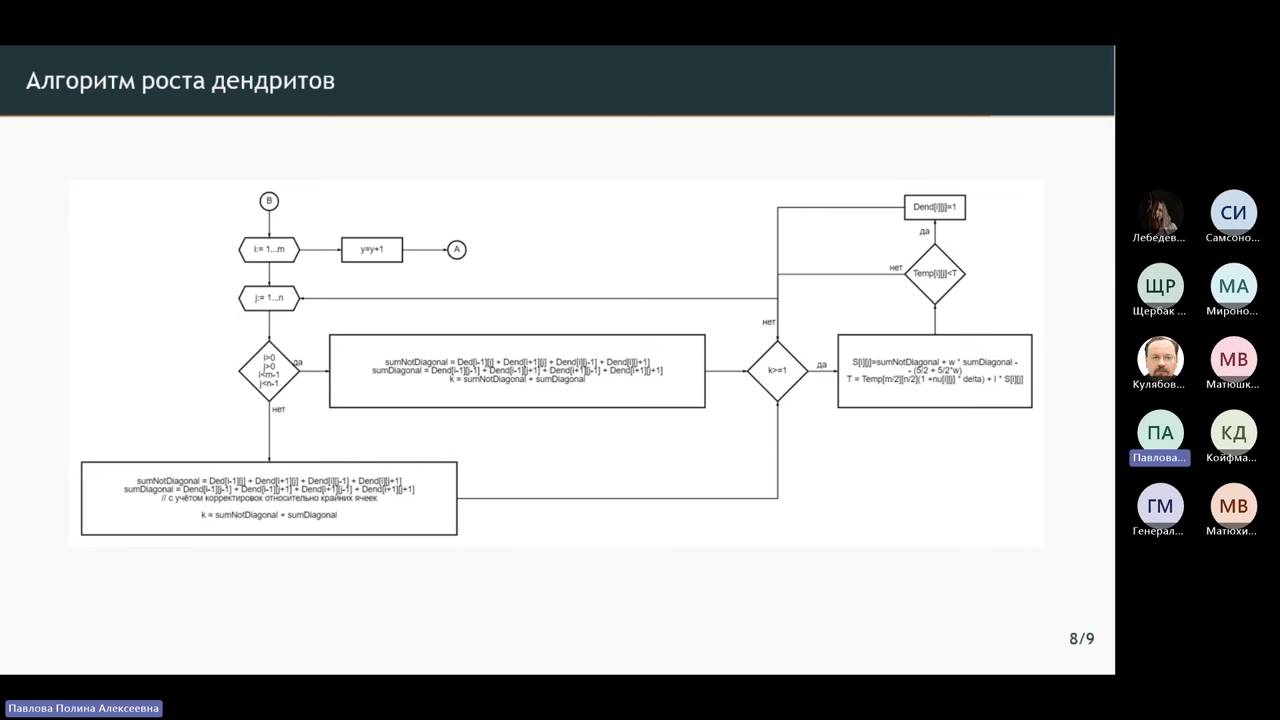 Алгоритм роста дендритов
B
i:= 1...m
y=y+1
A
j:= 1...n
i>0
j>0
i<m-1
j<n-1
да
нет
sumNotDiagonal = Ded[i-1][j] + Dend[i+1][j] + Dend[i][j-1] + Dend[i][j+1]
sumDiagonal = Dend[i-1][j-1] + Dend[i-1][j+1] + Dend[i+1][j-1] + Dend[i+1][j+1]
k = sumNotDiagonal + sumDiagonal
sumNotDiagonal = Ded[i-1][j] + Dend[i+1][j] + Dend[i][j-1] + Dend[i][j+1]
sumDiagonal = Dend[i-1][j-1] + Dend[i-1][j+1] + Dend[i+1][j-1] + Dend[i+1][j+1]
// с учётом корректировок относительно крайних ячеек
k = sumNotDiagonal + sumDiagonal
нет
k>=1
да
S[i][j]=sumNotDiagonal + w * sumDiagonal -
- (5/2 + 5/2*w)
T = Temp[m/2][n/2](1 +nu[i][j] * delta) + l * S[i][j]
Temp[i][j]<T
нет
да
Dend[i][j]=1
8/9
Лебедев...
СИ
Самсоно...
ЩР
Щербак ...
МА
Мироно...
Кулябов...
МВ
Матюшк...
ПА
Павлова...
КД
Койфма...
ГМ
Генерал...
МВ
Матюхи...
Павлова Полина Алексеевна